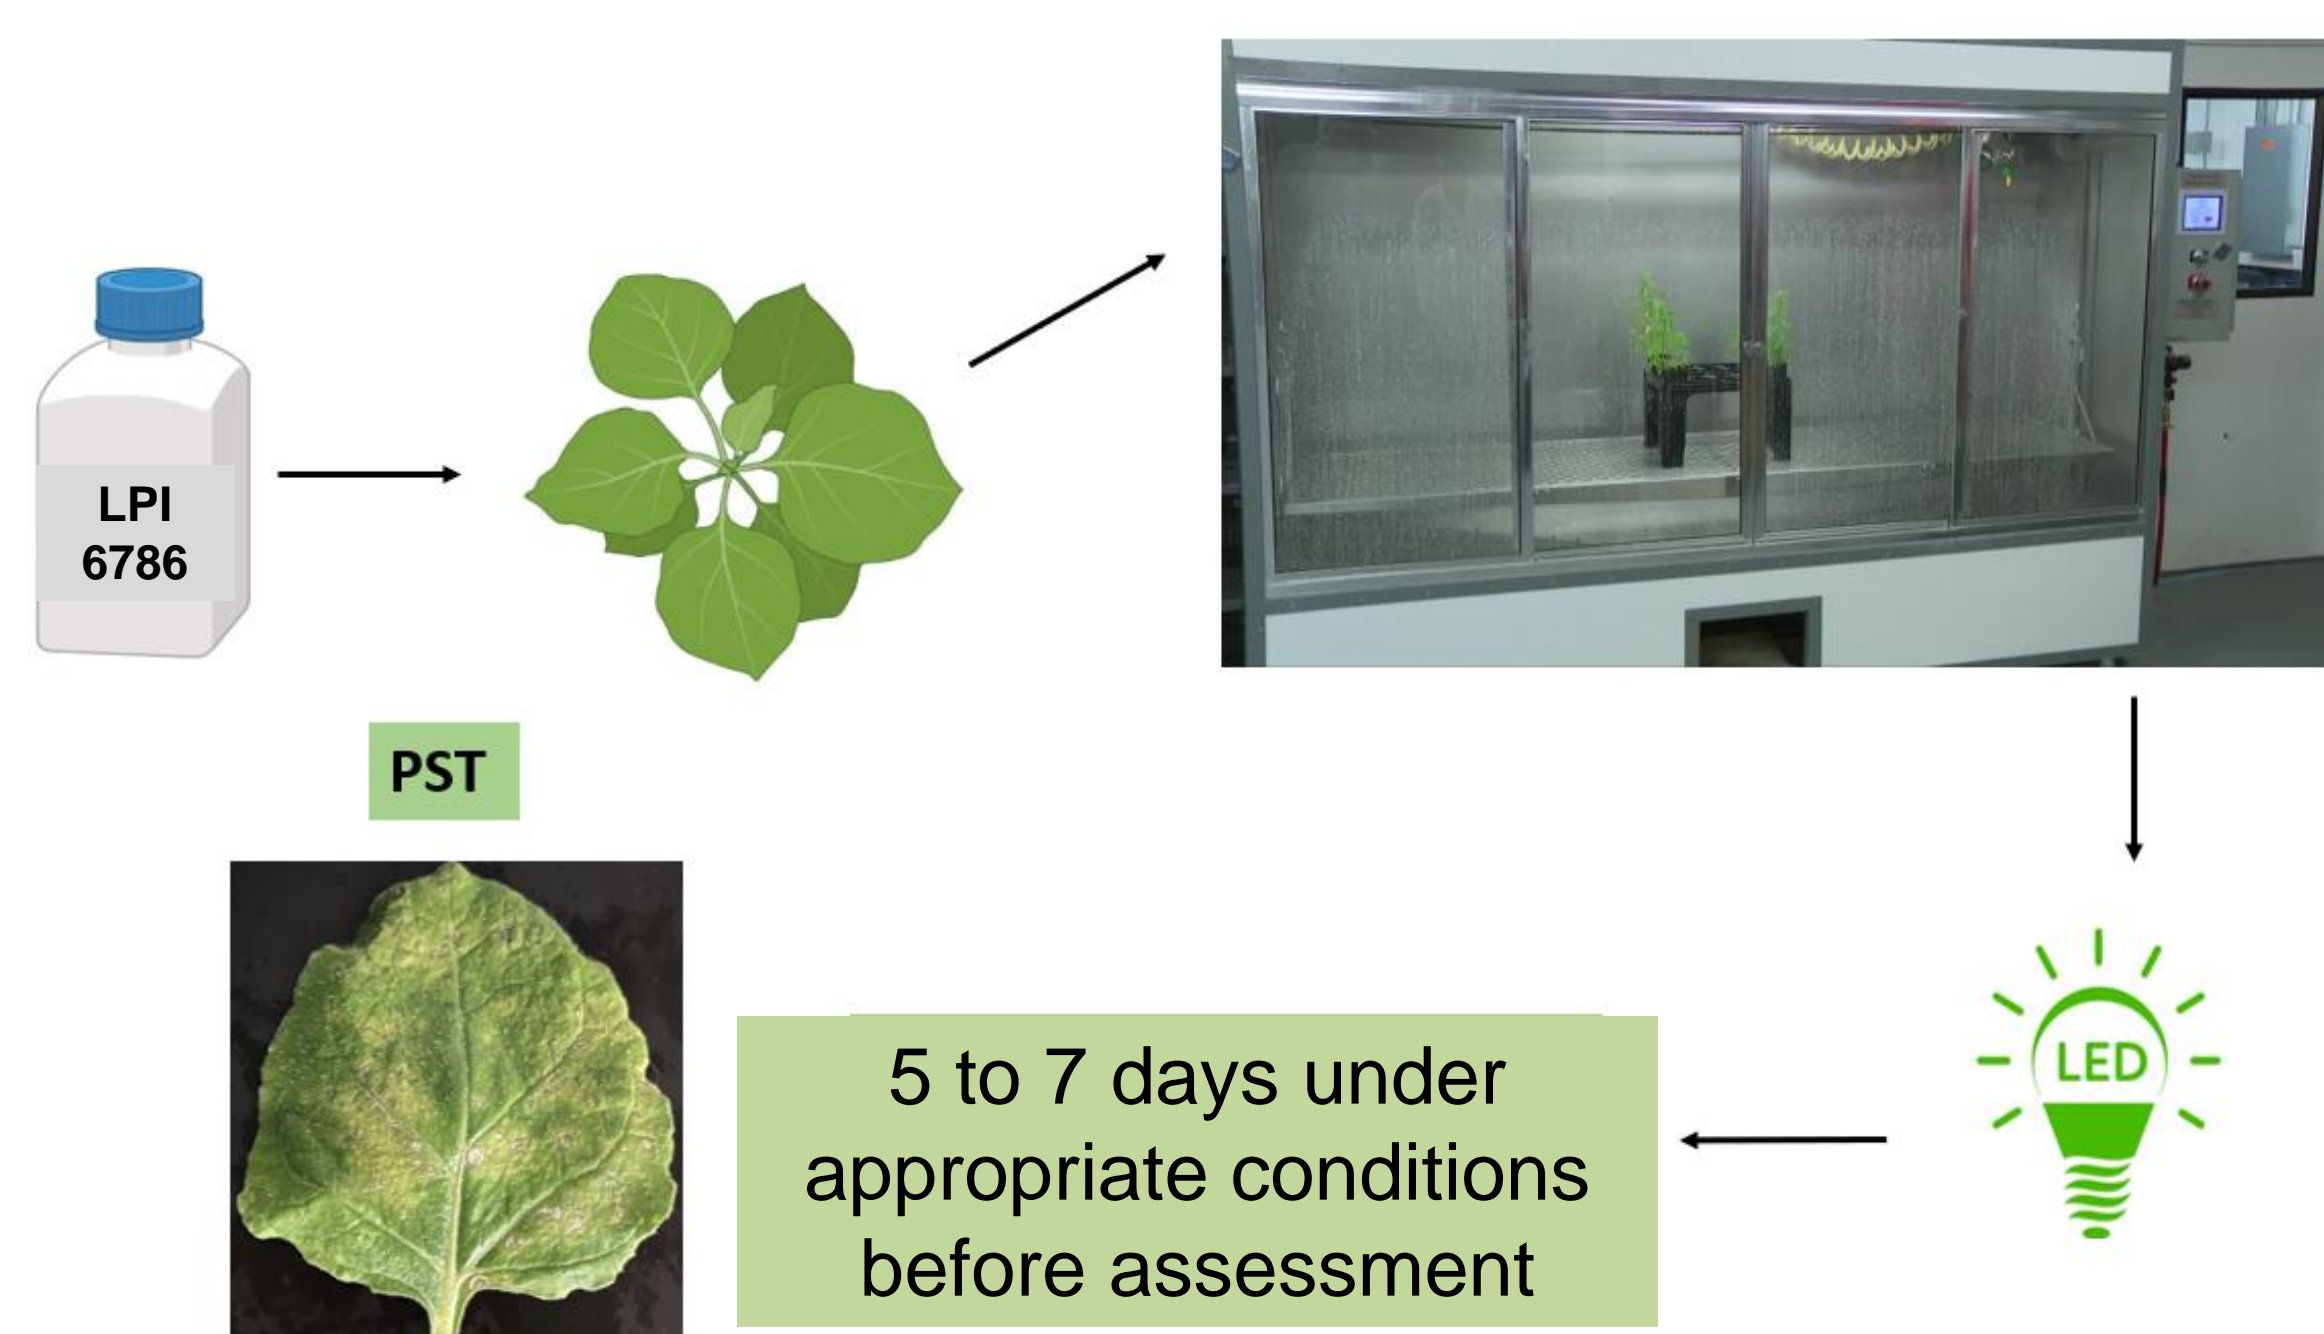 LPI
6786
PST
LED
5 to 7 days under
appropriate conditions
before assessment